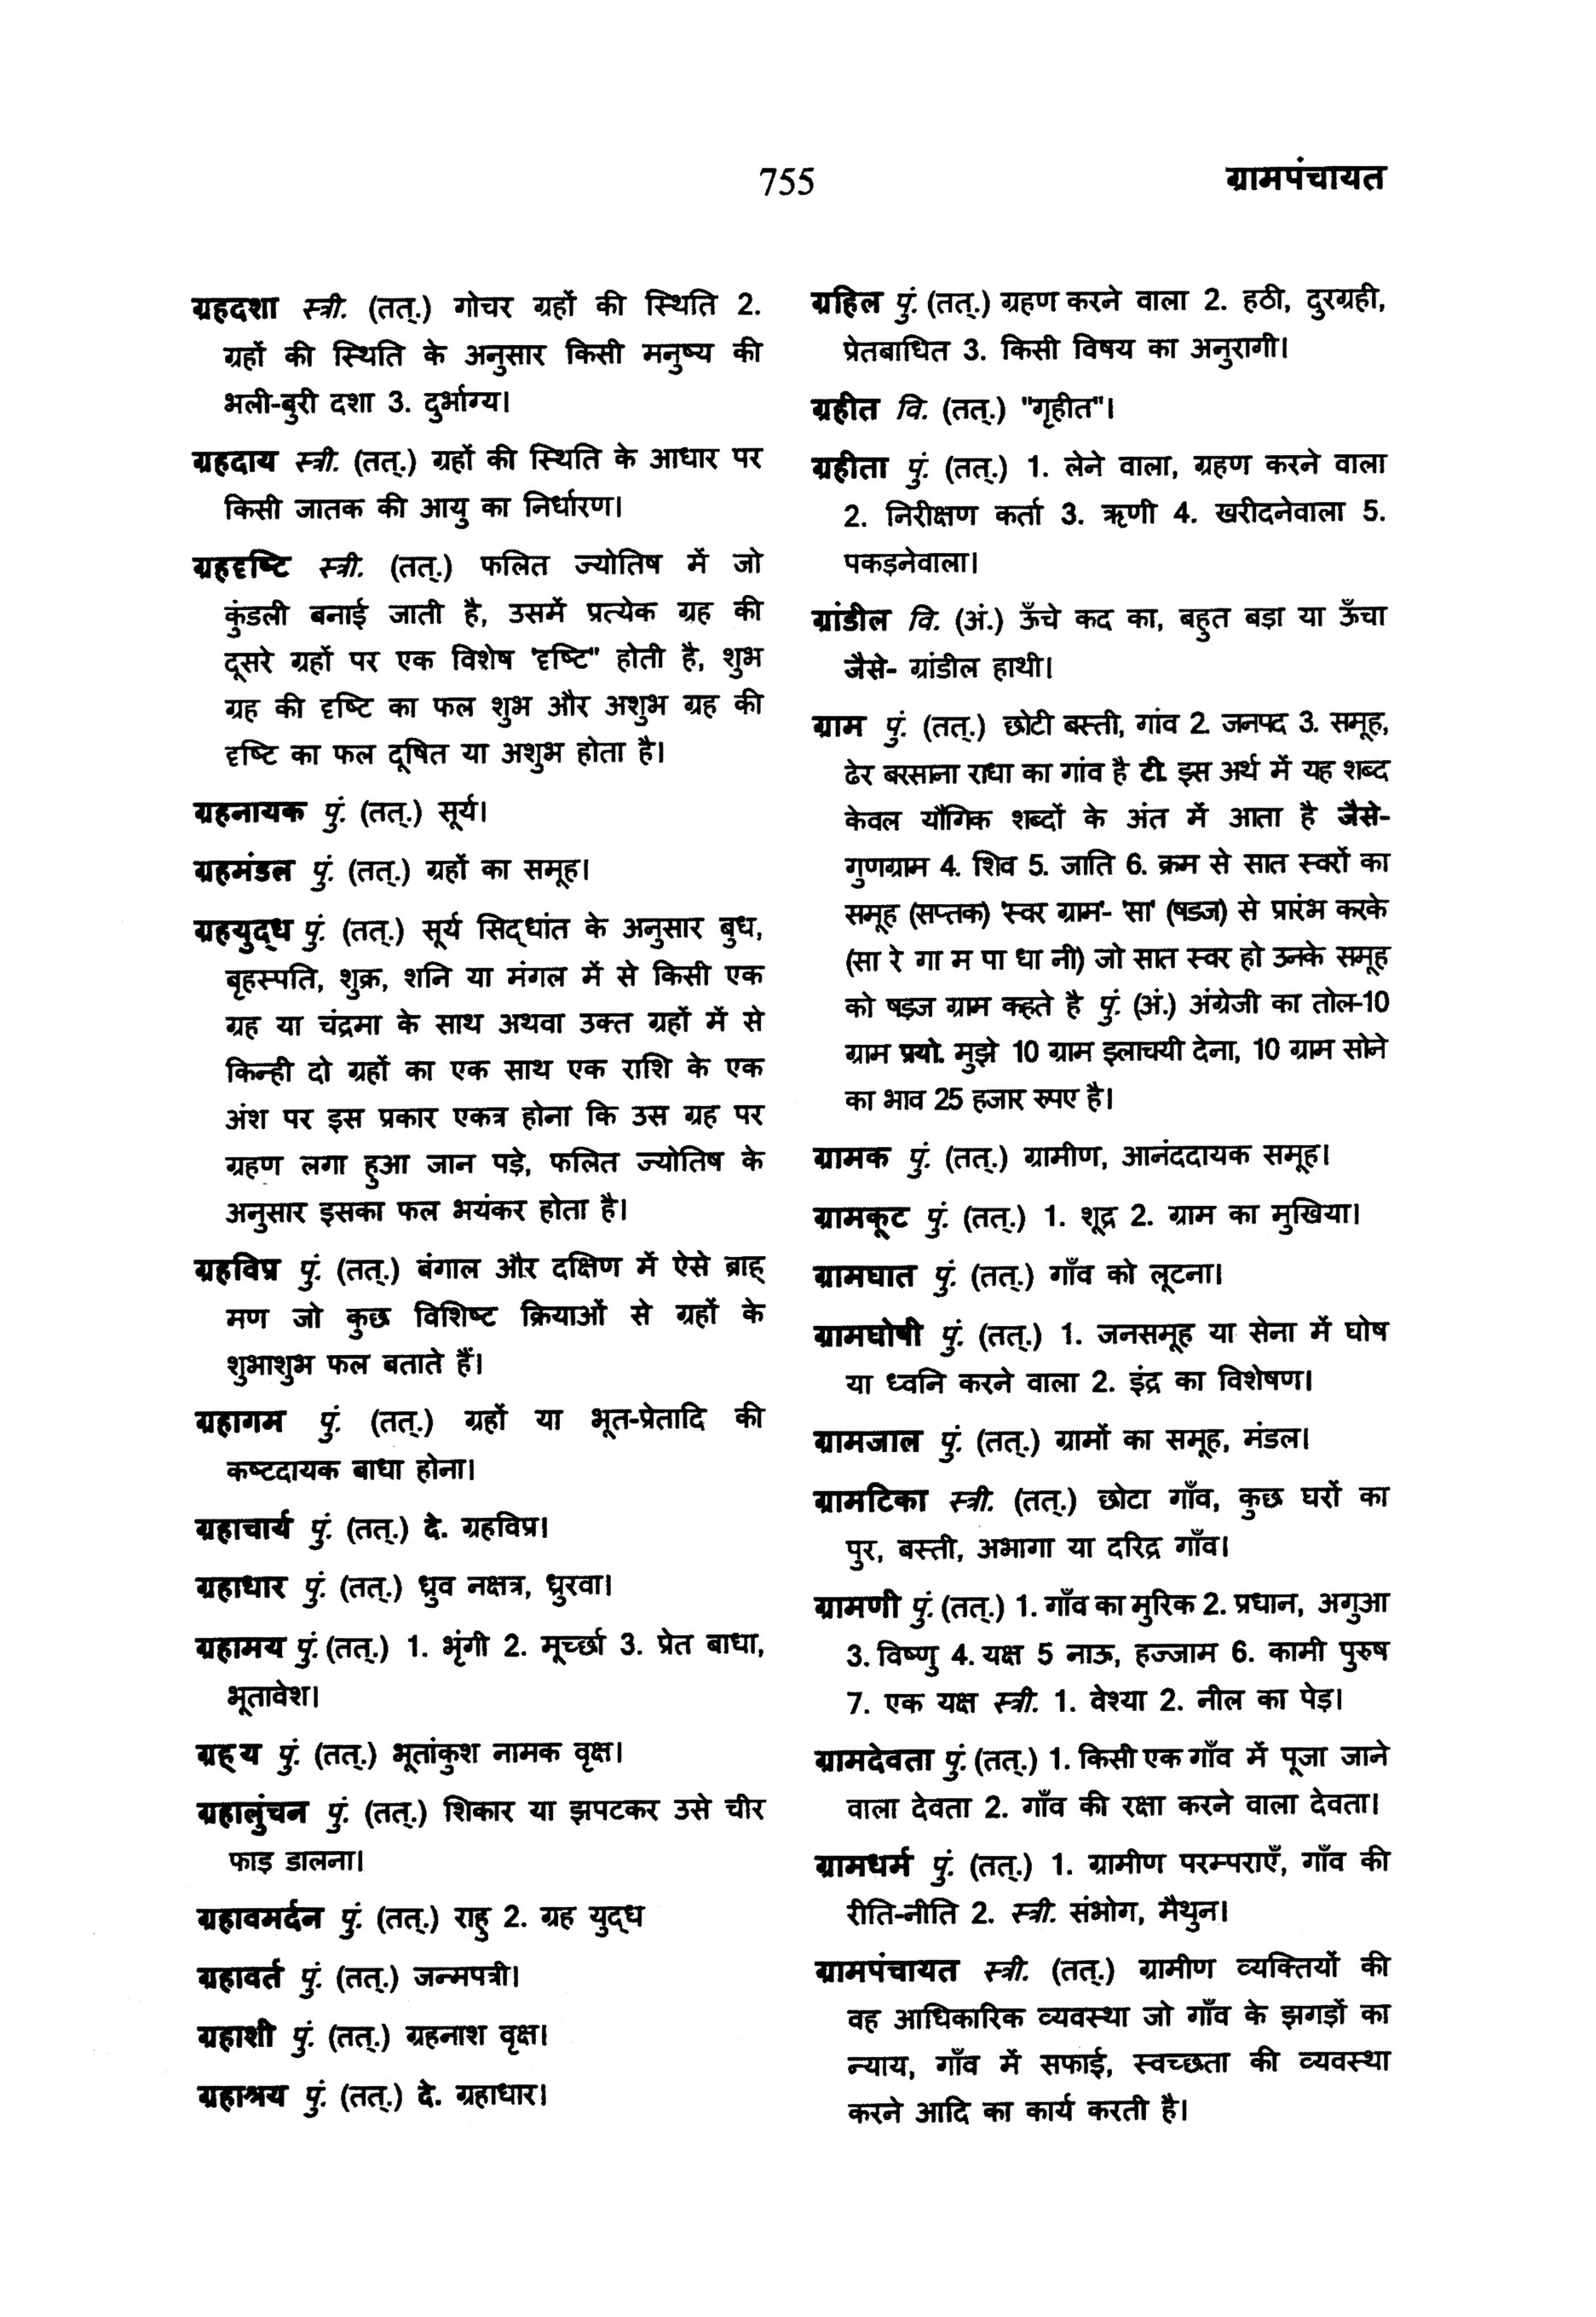 755
ग्रामपंचायत
ग्रहदशा स्त्री. (तत्.) गोचर ग्रहों की स्थिति 2.
ग्रहों की स्थिति के अनुसार किसी मनुष्य की
भली-बुरी दशा 3. दुर्भाग्य।
ग्रहदाय स्त्री. (तत्.) ग्रहों की स्थिति के आधार पर
किसी जातक की आयु का निर्धारण।
ग्रहदृष्टि स्त्री. (तत्.) फलित ज्योतिष में जो
कुंडली बनाई जाती है, उसमें प्रत्येक ग्रह की
दूसरे ग्रहों पर एक विशेष 'दृष्टि" होती है, शुभ
ग्रह की दृष्टि का फल शुभ और अशुभ ग्रह की
दृष्टि का फल दूषित या अशुभ होता है।
ग्रहनायक पुं. (तत्.) सूर्य।
ग्रहमंडल पुं. (तत्.) ग्रहों का समूह।
ग्रहयुद्ध पुं. (तत्.) सूर्य सिद्धांत के अनुसार बुध,
बृहस्पति, शुक्र, शनि या मंगल में से किसी एक
ग्रह या चंद्रमा के साथ अथवा उक्त ग्रहों में से
किन्ही दो ग्रहों का एक साथ एक राशि के एक
अंश पर इस प्रकार एकत्र होना कि उस ग्रह पर
ग्रहण लगा हुआ जान पड़े, फलित ज्योतिष के
अनुसार इसका फल भयंकर होता है।
ग्रहविप्र पुं. (तत्.) बंगाल और दक्षिण में ऐसे ब्राह्
मण जो कुछ विशिष्ट क्रियाओं से ग्रहों के
शुभाशुभ फल बताते हैं।
ग्रहागम पुं. (तत्.) ग्रहों या भूत-प्रेतादि की
कष्टदायक बाधा होना।
ग्रहाचार्य पुं. (तत्.) दे. ग्रहविप्र।
ग्रहाधार पुं. (तत्.) ध्रुव नक्षत्र, ध्रुरवा।
ग्रहामय पुं. (तत्.) 1. भृंगी 2. मूर्च्छा 3. प्रेत बाधा,
भूतावेश।
ग्रह्य पुं. (तत्.) भूतांकुश नामक वृक्ष।
ग्रहालुंचन पुं. (तत्.) शिकार या झपटकर उसे चीर
फाड़ डालना।
ग्रहावमर्दन पुं. (तत्.) राहु 2. ग्रह युद्ध
ग्रहावर्त पुं. (तत्.) जन्मपत्री।
ग्रहाशी पुं. (तत्.) ग्रहनाश वृक्ष।
ग्रहाश्रय पुं. (तत्.) दे. ग्रहाधार।
ग्रहिल पुं. (तत्.) ग्रहण करने वाला 2. हठी, दुरग्रही,
प्रेतबाधित 3. किसी विषय का अनुरागी।
ग्रहीत वि. (तत्.) "गृहीत"।
ग्रहीता पुं. (तत्.) 1. लेने वाला, ग्रहण करने वाला
2. निरीक्षण कर्ता 3. ऋणी 4. खरीदनेवाला 5.
पकड़नेवाला।
ग्रांडील वि. (अं.) ऊँचे कद का, बहुत बड़ा या ऊँचा
जैसे- ग्रांडील हाथी।
ग्राम पुं. (तत्.) छोटी बस्ती, गांव 2. जनपद 3. समूह,
ढेर बरसाना राधा का गांव है टी. इस अर्थ में यह शब्द
केवल यौगिक शब्दों के अंत में आता है जैसे-
गुणग्राम 4. शिव 5. जाति 6. क्रम से सात स्वरों का
समूह (सप्तक) 'स्वर ग्राम'- 'सा' (षडज) से प्रारंभ करके
(सा रे गा म पा धा नी) जो सात स्वर हो उनके समूह
को षड्ज ग्राम कहते है पुं. (अं.) अंग्रेजी का तोल-10
ग्राम प्रयो. मुझे 10 ग्राम इलाचयी देना, 10 ग्राम सोने
का भाव 25 हजार रुपए है।
ग्रामक पुं. (तत्.) ग्रामीण, आनंददायक समूह।
ग्रामकूट पुं. (तत्.) 1. शूद्र 2. ग्राम का मुखिया।
ग्रामघात पुं. (तत्.) गाँव को लूटना।
ग्रामघोषी पुं. (तत्.) 1. जनसमूह या सेना में घोष
या ध्वनि करने वाला 2. इंद्र का विशेषण।
ग्रामजाल पुं. (तत्.) ग्रामों का समूह, मंडल।
ग्रामटिका स्त्री. (तत्.) छोटा गाँव, कुछ घरों का
पुर, बस्ती, अभागा या दरिद्र गाँव।
ग्रामणी पुं. (तत्.) 1. गाँव का मुरिक 2. प्रधान, अगुआ
3. विष्णु 4. यक्ष 5 नाऊ, हज्जाम 6. कामी पुरुष
7. एक यक्ष स्त्री. 1. वेश्या 2. नील का पेड़।
ग्रामदेवता पुं. (तत्.) 1. किसी एक गाँव में पूजा जाने
वाला देवता 2. गाँव की रक्षा करने वाला देवता।
ग्रामधर्म पुं. (तत्.) 1. ग्रामीण परम्पराएँ, गाँव की
रीति-नीति 2. स्त्री. संभोग, मैथुन।
ग्रामपंचायत स्त्री. (तत्.) ग्रामीण व्यक्तियों की
वह आधिकारिक व्यवस्था जो गाँव के झगड़ों का
न्याय, गाँव में सफाई, स्वच्छता की व्यवस्था
करने आदि का कार्य करती है।